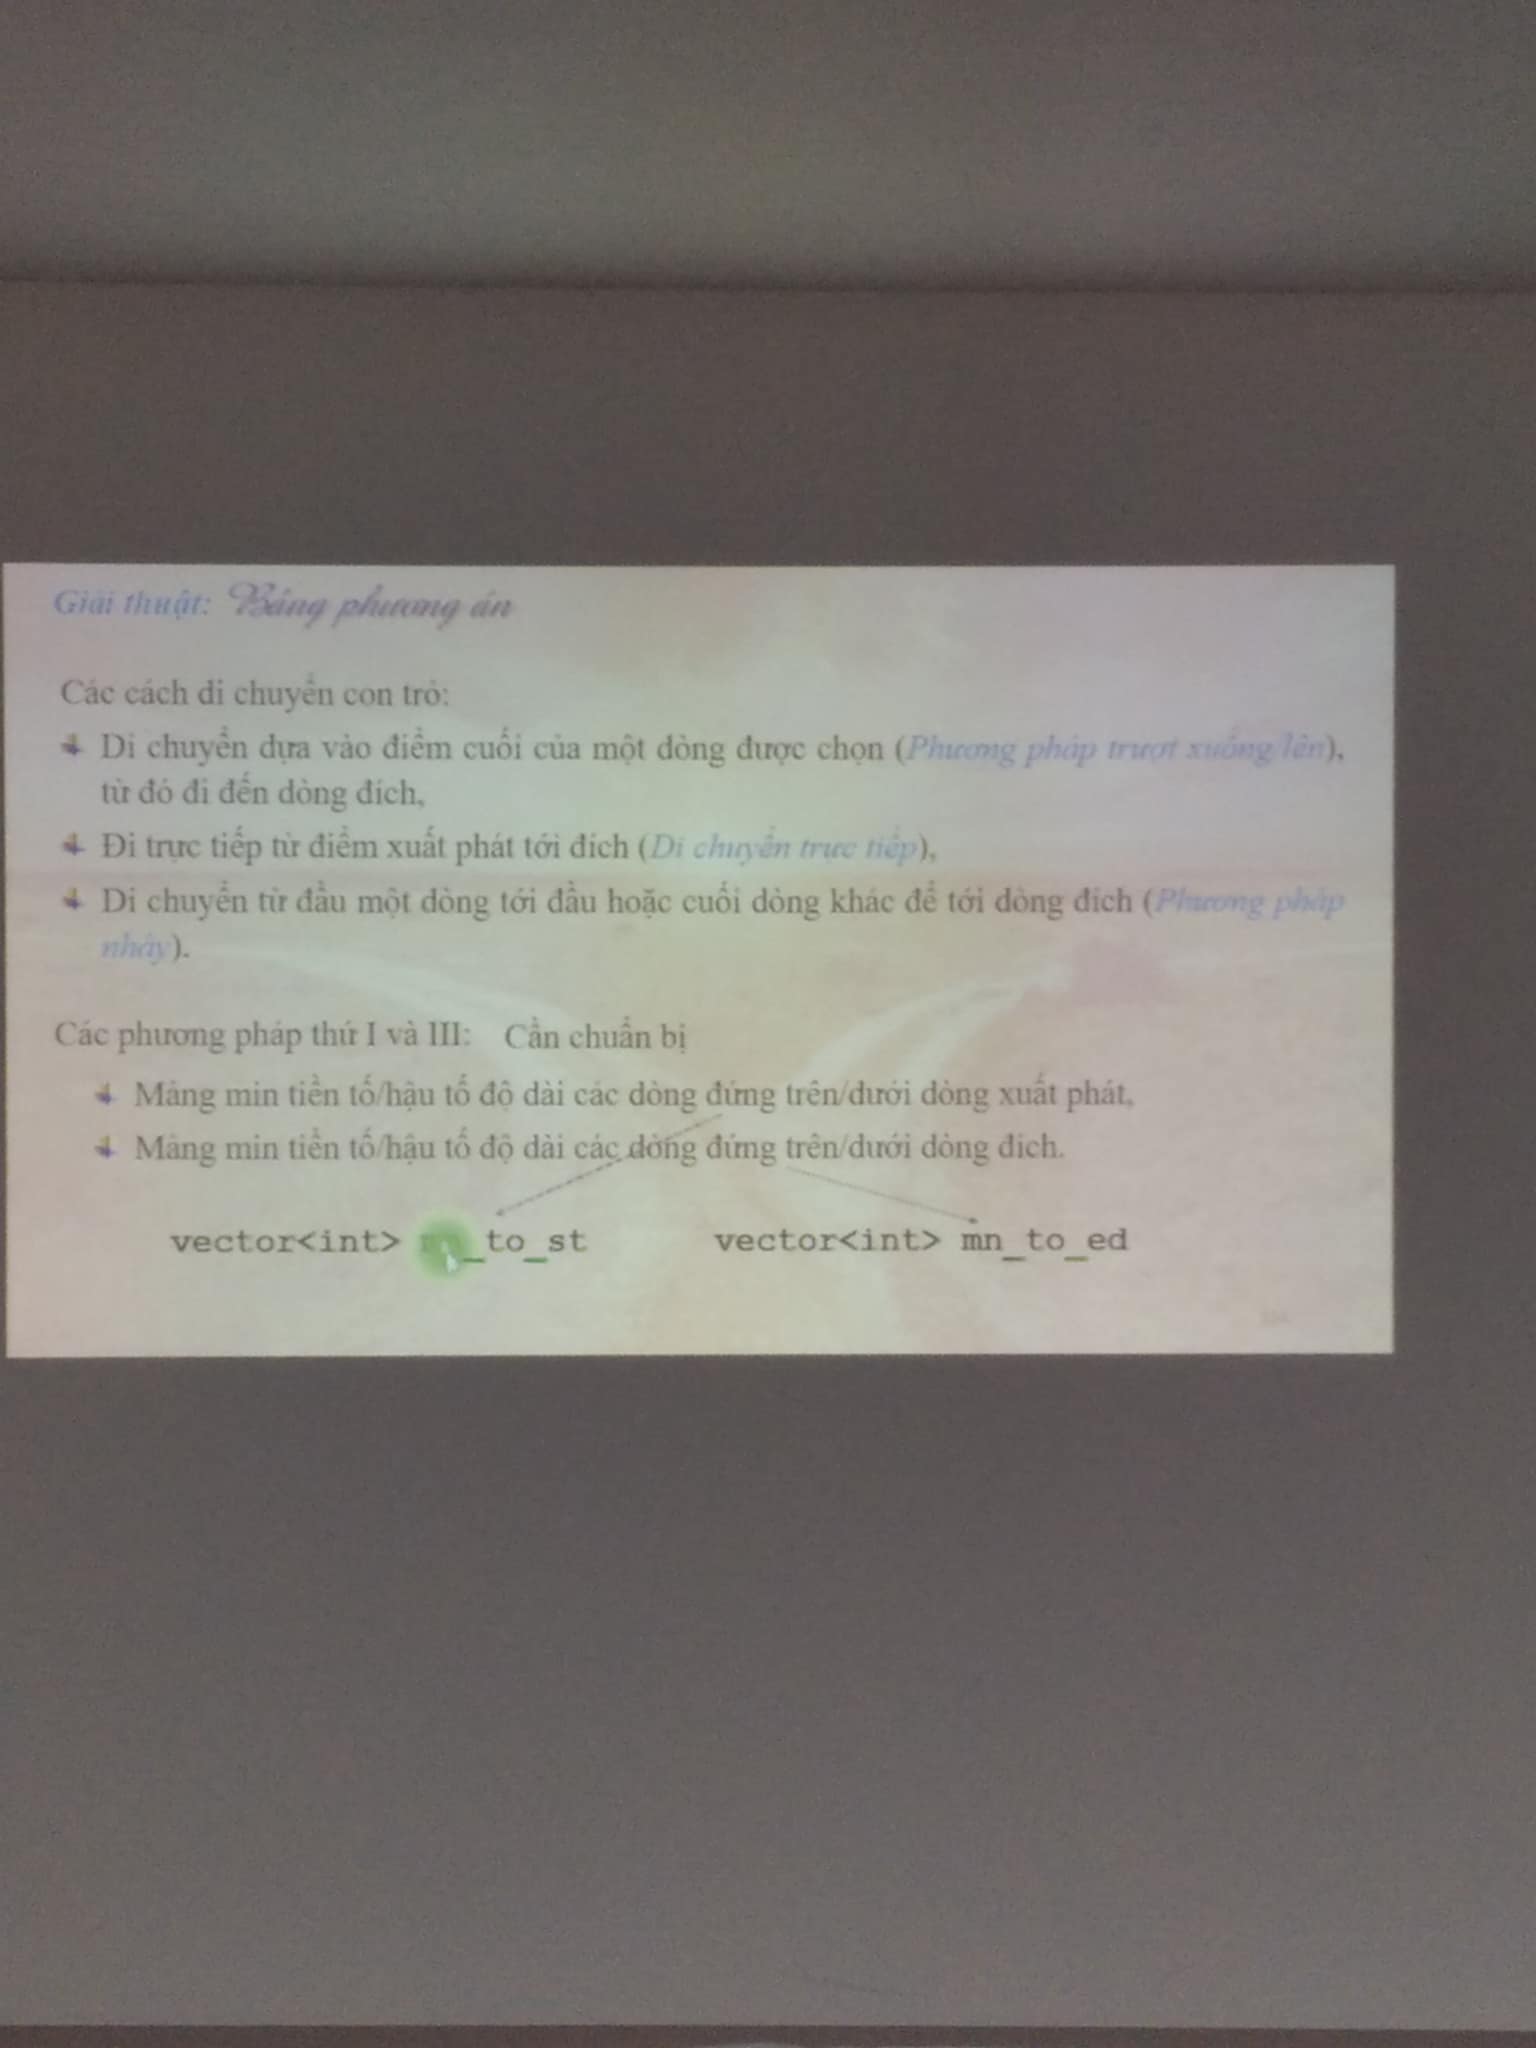 Giải thuật: Bảng phương án
Các cách di chuyển con trỏ:
Di chuyển dựa vào điểm cuối của một dòng được chọn (Phương pháp trượt xuống/lên),
từ đó đi đến dòng đích,
Đi trực tiếp từ điểm xuất phát tới đích (Di chuyển trực tiếp),
Di chuyển từ đầu một dòng tới đầu hoặc cuối dòng khác để tới dòng đích (Phương pháp
nhảy).
Các phương pháp thứ I và III: Cần chuẩn bị
Mảng min tiền tố/hậu tố độ dài các dòng đứng trên/dưới dòng xuất phát,
Mảng min tiền tố/hậu tố độ dài các dòng đứng trên/dưới dòng đích.
vector<int> mn_to_st vector<int> mn_to_ed